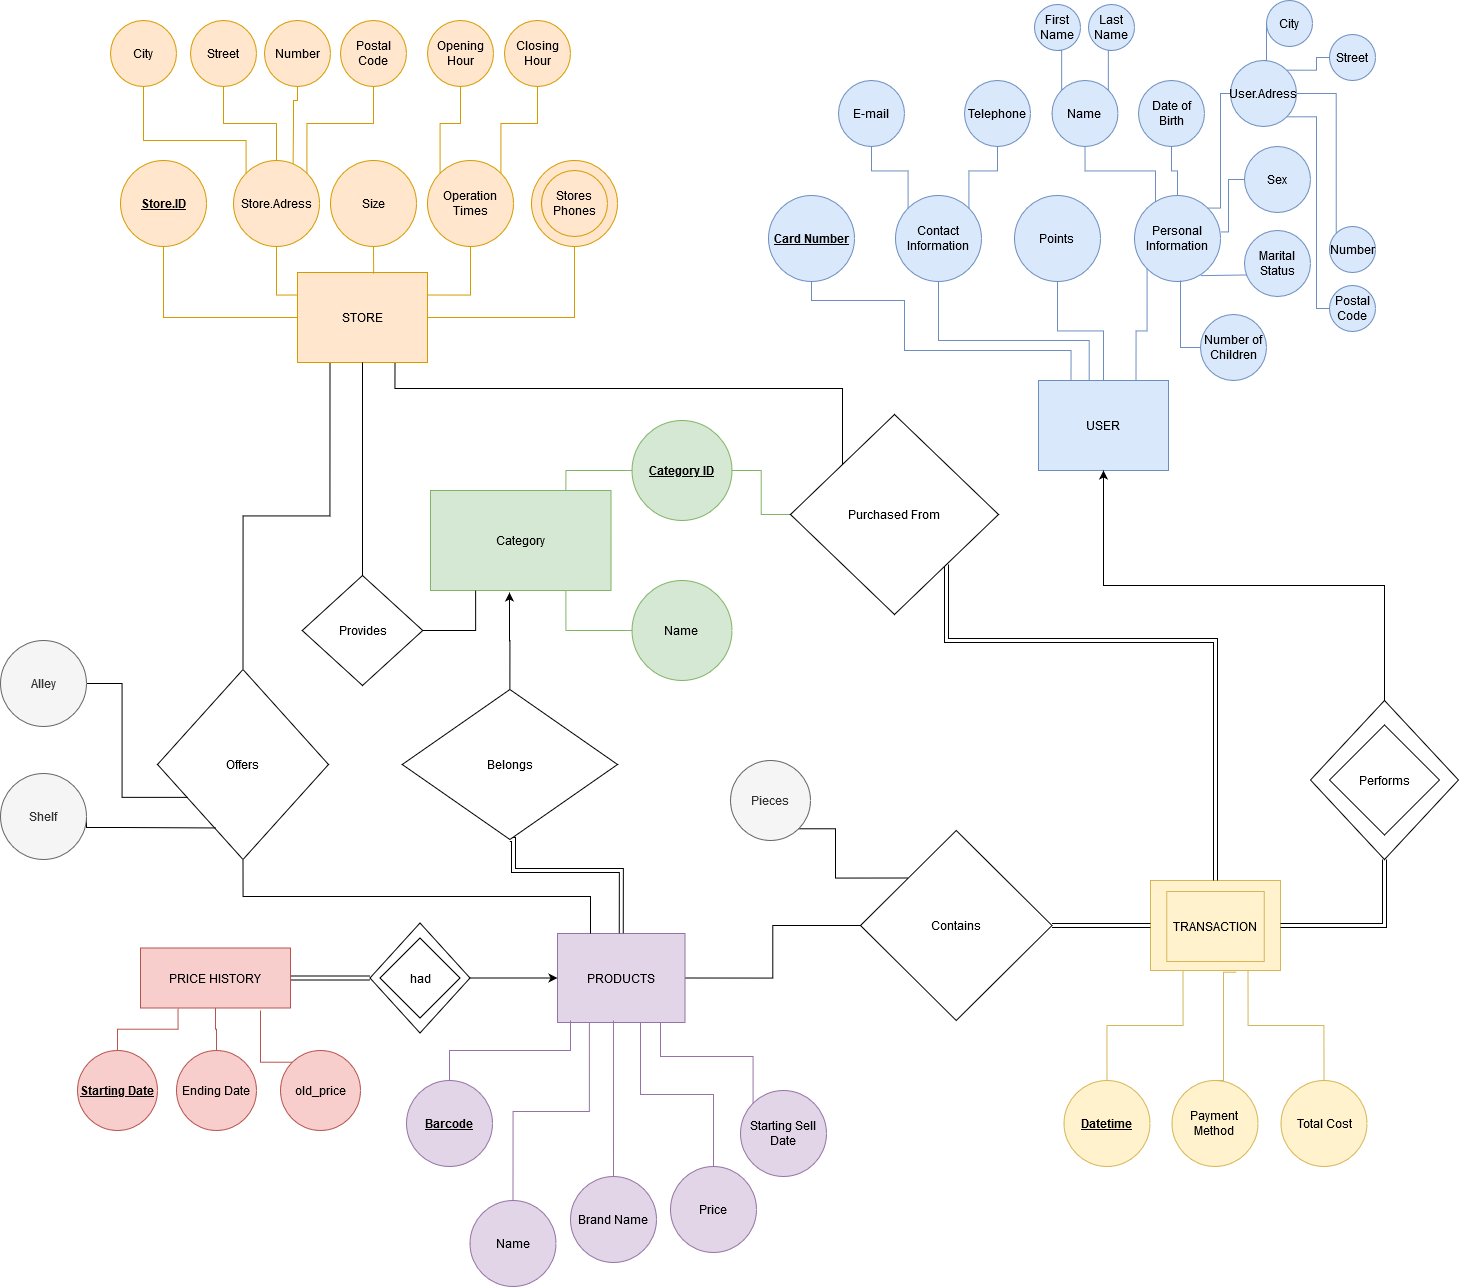 City
Street
Number
Postal
Code
Opening
Hour
Closing
Hour
First
Name
Last
Name
City
Street
E-mail
Telephone
Name
Date of
Birth
User.Adress
Store.ID
Store.Adress
Size
Operation
Times
Stores
Phones
Sex
Card Number
Contact
Information
Points
Personal
Information
Number
Marital
Status
Postal
Code
STORE
Number of
Children
USER
Category ID
Purchased From
Category
Provides
Name
Alley
Offers
Belongs
Performs
Pieces
Shelf
Contains
TRANSACTION
PRICE HISTORY
had
PRODUCTS
Starting Date
Ending Date
old_price
Barcode
Starting Sell
Date
Datetime
Payment
Method
Total Cost
Name
Brand Name
Price